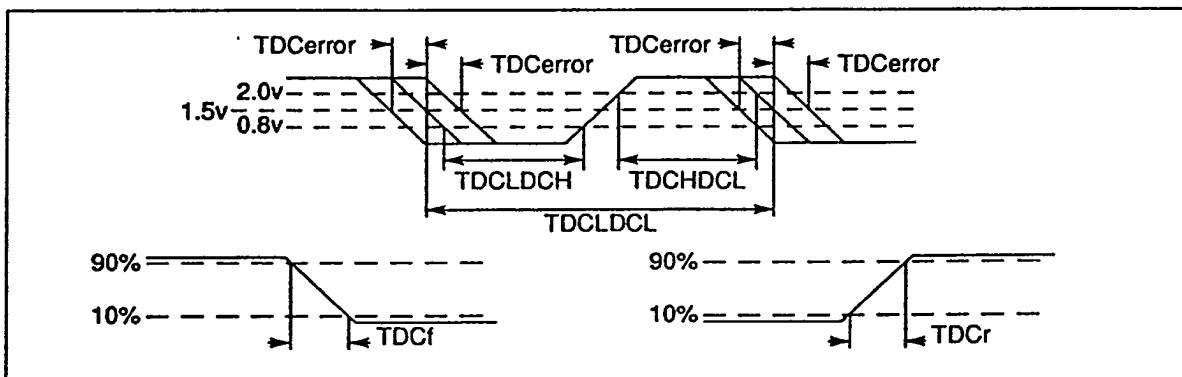 TDCerror
TDCerror
TDCerror
TDCerror
2.0v
1.5v
0.8v
TDCLDCH
TDCHDCL
TDCLDCL
90%
90%
10%
10%
TDCf
TDCr